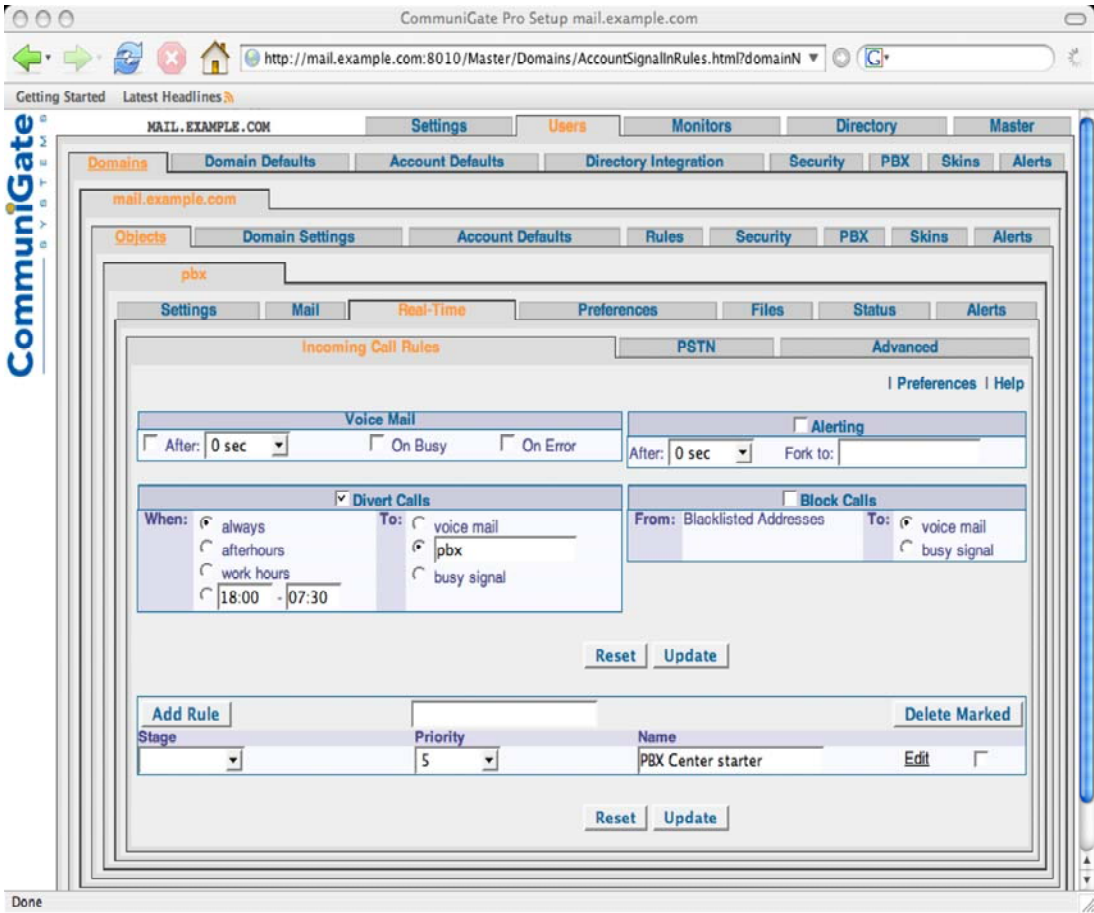 CommuniGate Pro Setup mail.example.com
http://mail.example.com:8010/Master/Domains/AccountSignalInRules.html?domainN
G
Getting Started Latest Headlines
CommuniGate
SYSTEMS
MAIL.EXAMPLE.COM Settings Users Monitors Directory Master
Domains Domain Defaults Account Defaults Directory Integration Security PBX Skins Alerts
mail.example.com
Objects Domain Settings Account Defaults Rules Security PBX Skins Alerts
pbx
Settings Mail Real-Time Preferences Files Status Alerts
Incoming Call Rules PSTN Advanced
| Preferences | Help
Voice Mail
After: 0 sec On Busy On Error
Alerting
After: 0 sec Fork to:
Divert Calls
When: always To: voice mail
afterhours pbx
work hours busy signal
18:00 - 07:30
Block Calls
From: Blacklisted Addresses To: voice mail
busy signal
Reset Update
Add Rule Delete Marked
Stage Priority Name
5 PBX Center starter Edit
Reset Update
Done